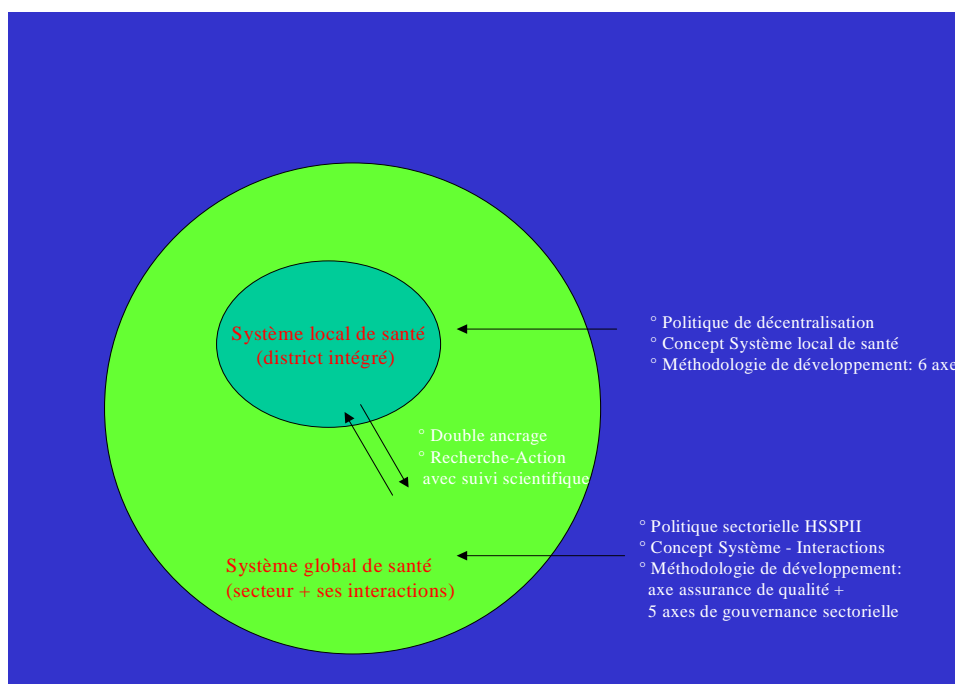 Système local de santé
(district intégré)
° Politique de décentralisation
° Concept Système local de santé
° Méthodologie de développement: 6 axe
° Double ancrage
° Recherche-Action
avec suivi scientifique
Système global de santé
(secteur + ses interactions)
° Politique sectorielle HSSPII
° Concept Système - Interactions
° Méthodologie de développement:
axe assurance de qualité +
5 axes de gouvernance sectorielle